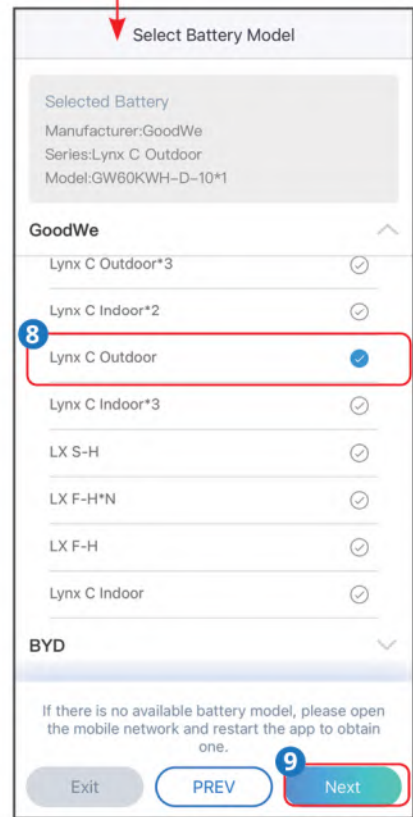 Select Battery Model
Selected Battery
Manufacturer:GoodWe
Series:Lynx C Outdoor
Model:GW60KWH-D-10*1
GoodWe
Lynx C Outdoor*3
Lynx C Indoor*2
8
Lynx C Outdoor
Lynx C Indoor*3
LX S-H
LX F-H*N
LX F-H
Lynx C Indoor
BYD
If there is no available battery model, please open
the mobile network and restart the app to obtain
one.
9
Exit PREV Next